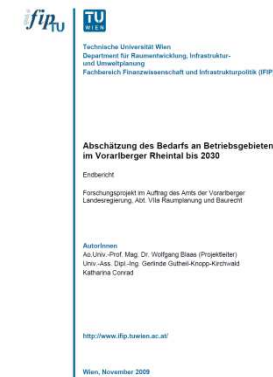 ifip TU
TU
WIEN
Technische Universität Wien
Department für Raumentwicklung, Infrastruktur-
und Umweltplanung
Fachbereich Finanzwissenschaft und Infrastrukturpolitik (IFIP)
Abschätzung des Bedarfs an Betriebsgebieten
im Vorarlberger Rheintal bis 2030
Endbericht
Forschungsprojekt im Auftrag des Amts der Vorarlberger
Landesregierung, Abt. VIIa Raumplanung und Baurecht
AutorInnen
Ao.Univ.-Prof. Mag. Dr. Wolfgang Blaas (Projektleiter)
Univ.-Ass. Dipl.-Ing. Gerlinde Gutheil-Knopp-Kirchwald
Katharina Conrad
http://www.ifip.tuwien.ac.at/
Wien, November 2009